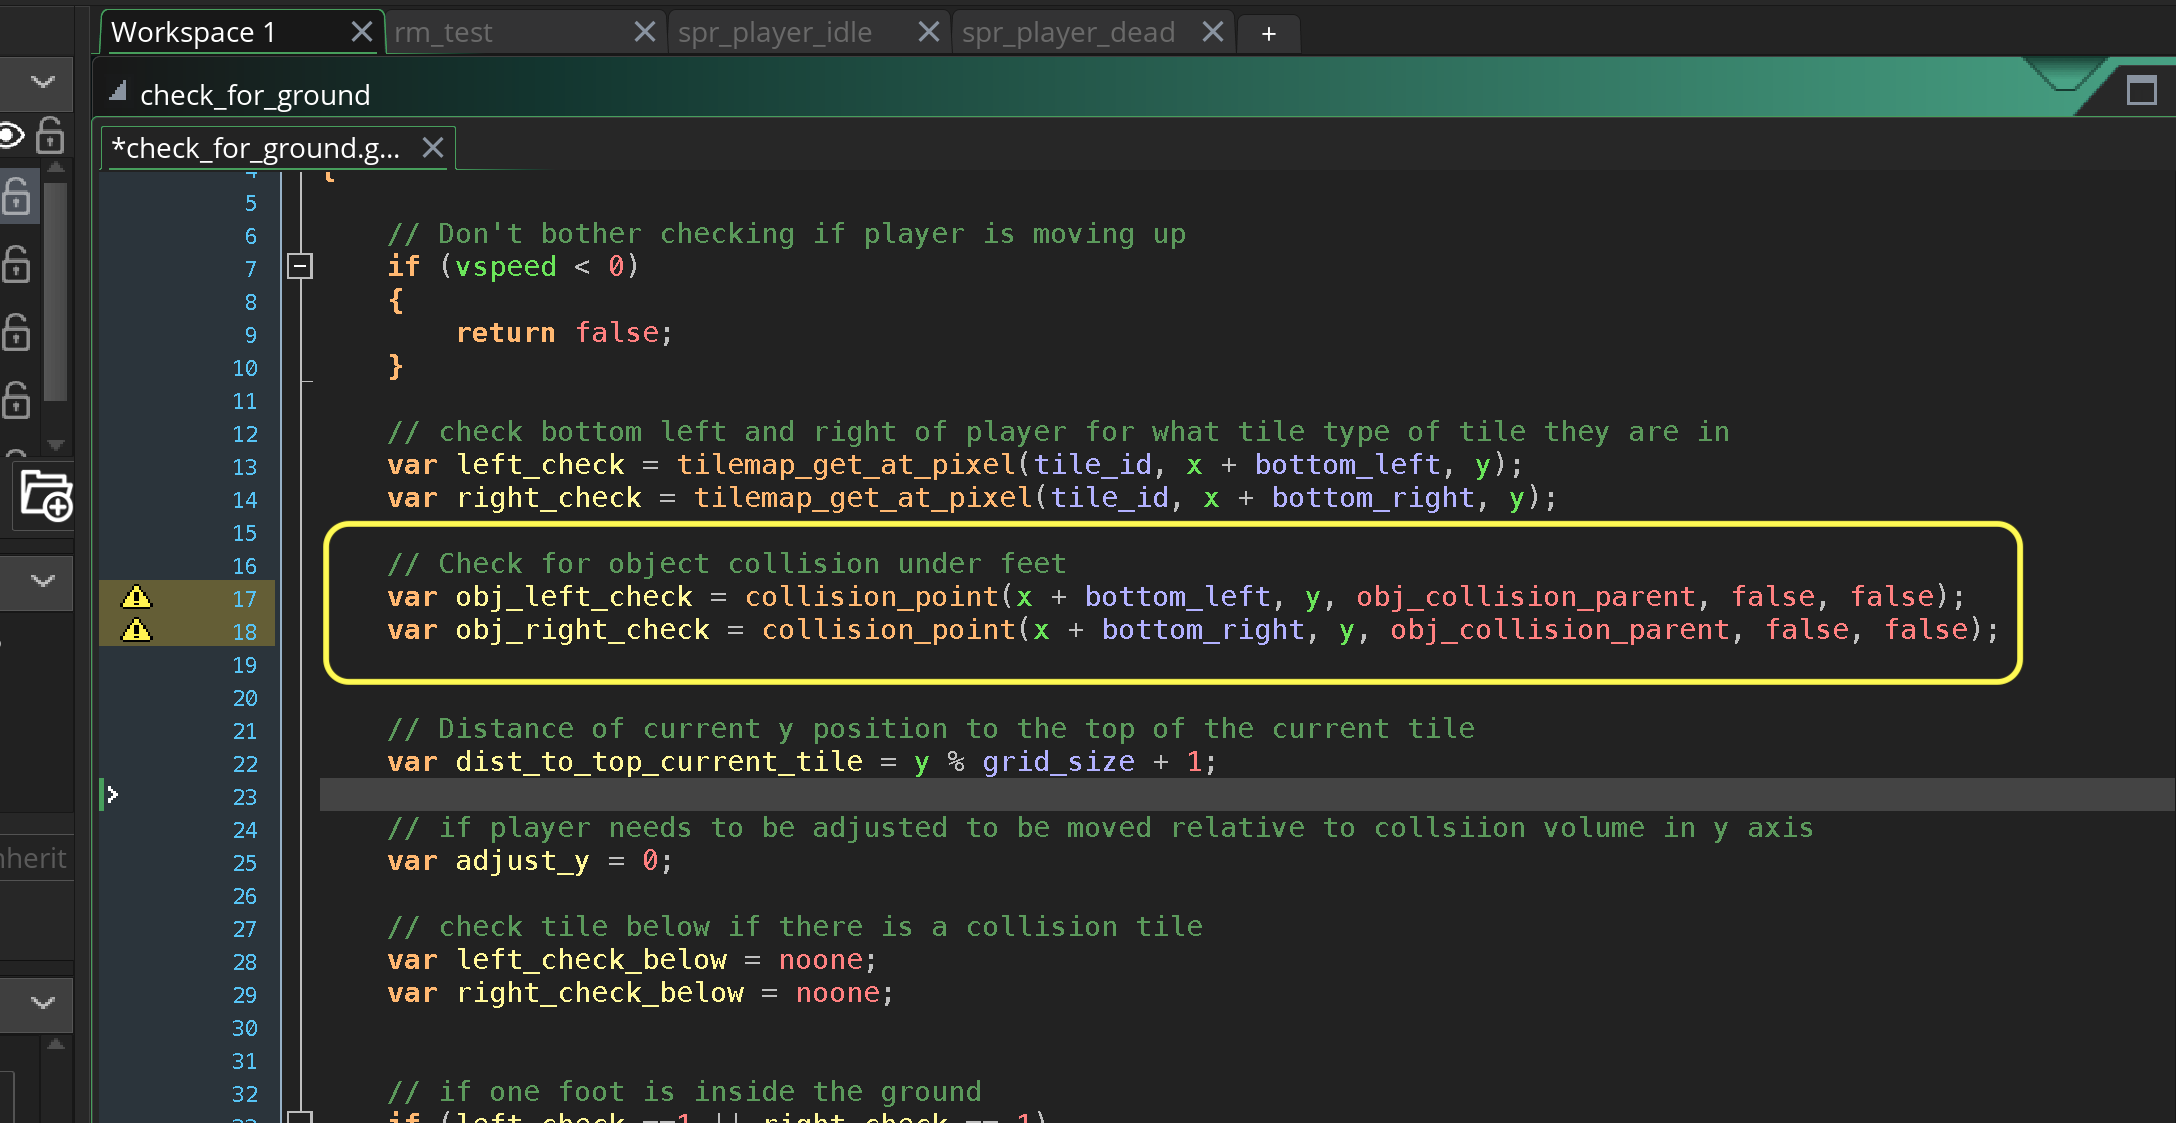 Workspace 1 rm_test spr_player_idle spr_player_dead +
check_for_ground
*check_for_ground.g...
4 {
5
6 // Don't bother checking if player is moving up
7 if (vspeed < 0)
8 {
9 return false;
10 }
11
12 // check bottom left and right of player for what tile type of tile they are in
13 var left_check = tilemap_get_at_pixel(tile_id, x + bottom_left, y);
14 var right_check = tilemap_get_at_pixel(tile_id, x + bottom_right, y);
15
16 // Check for object collision under feet
17 var obj_left_check = collision_point(x + bottom_left, y, obj_collision_parent, false, false);
18 var obj_right_check = collision_point(x + bottom_right, y, obj_collision_parent, false, false);
19
20
21 // Distance of current y position to the top of the current tile
22 var dist_to_top_current_tile = y % grid_size + 1;
23
24 // if player needs to be adjusted to be moved relative to collsiion volume in y axis
25 var adjust_y = 0;
26
27 // check tile below if there is a collision tile
28 var left_check_below = noone;
29 var right_check_below = noone;
30
31
32 // if one foot is inside the ground
33 if (left_check ==1 || right_check == 1)
nherit